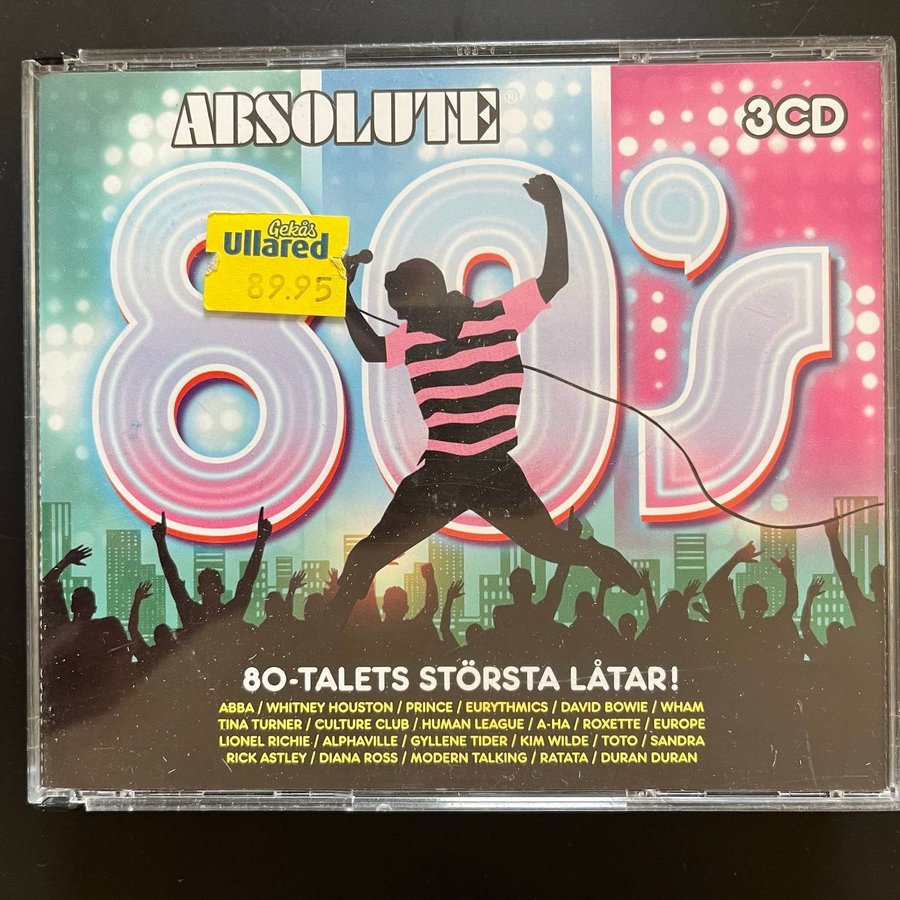 ABSOLUTE®
3CD
80's
Gekås
Ullared
89.95
80-TALETS STÖRSTA LÅTAR!
ABBA / WHITNEY HOUSTON / PRINCE / EURYTHMICS / DAVID BOWIE / WHAM
TINA TURNER / CULTURE CLUB / HUMAN LEAGUE / A-HA / ROXETTE / EUROPE
LIONEL RICHIE / ALPHAVILLE / GYLLENE TIDER / KIM WILDE / TOTO / SANDRA
RICK ASTLEY / DIANA ROSS / MODERN TALKING / RATATA / DURAN DURAN